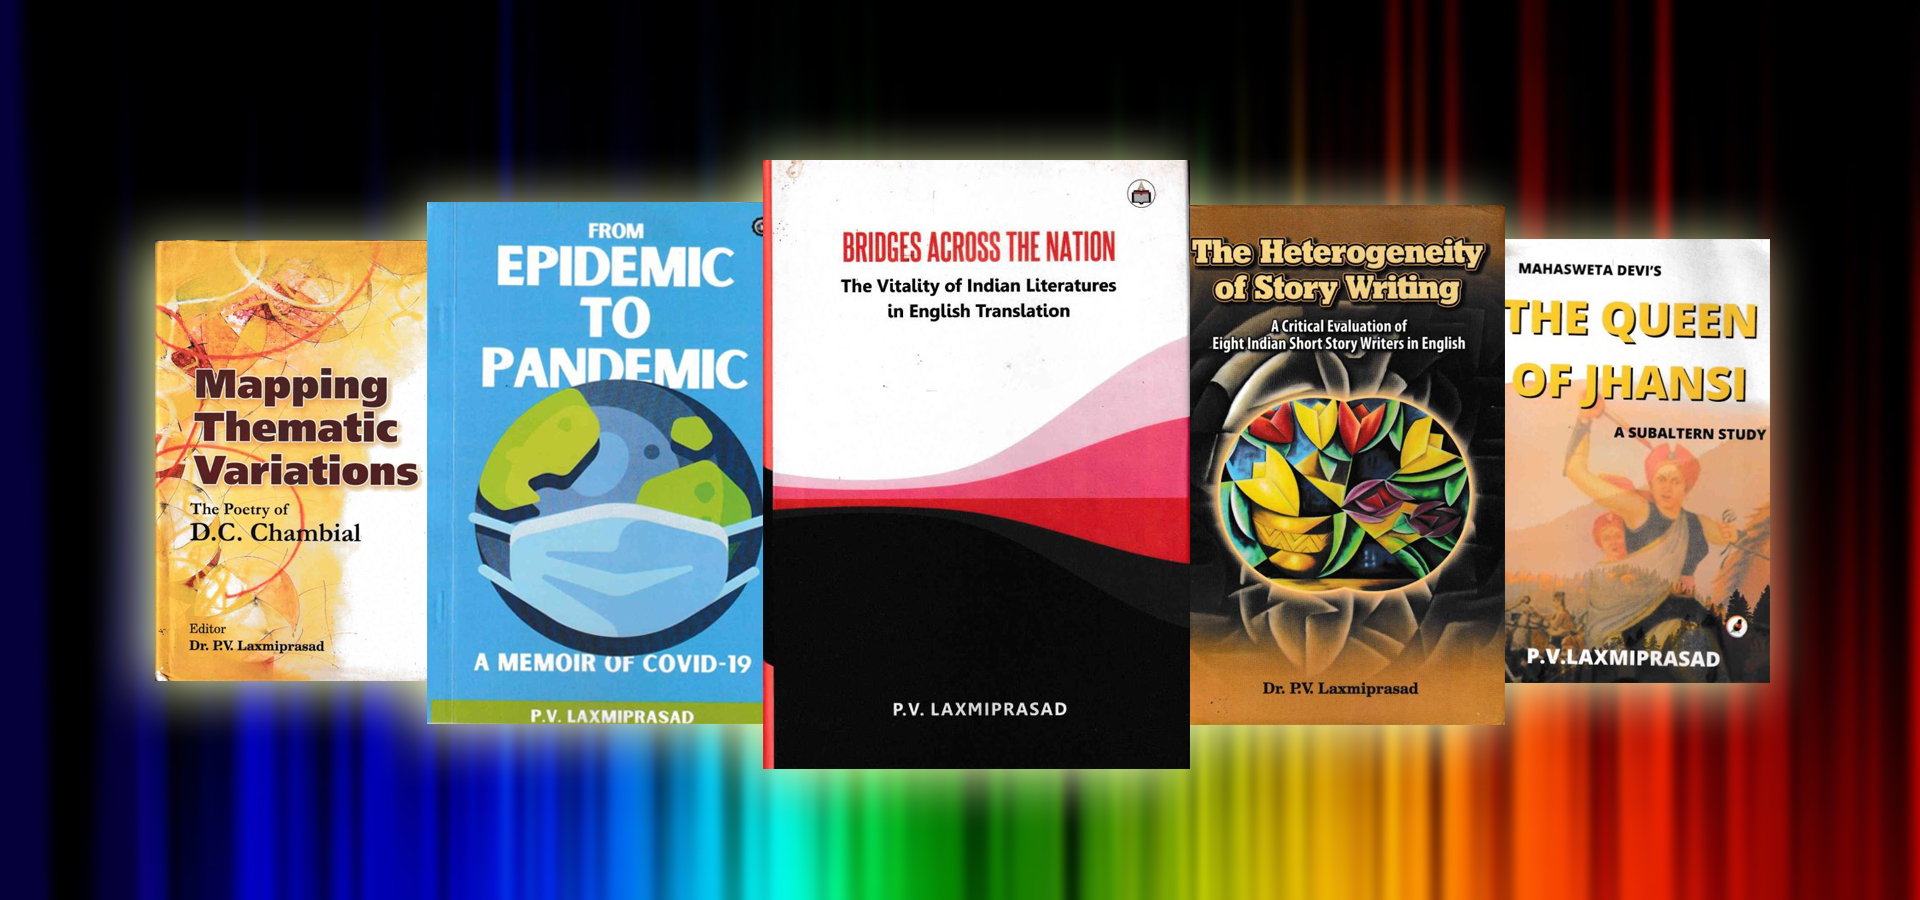 Mapping
Thematic
Variations
The Poetry of
D.C. Chambial
Editor
Dr. P.V. Laxmiprasad
FROM
EPIDEMIC
TO
PANDEMIC
A MEMOIR OF COVID-19
P.V. LAXMIPRASAD
BRIDGES ACROSS THE NATION
The Vitality of Indian Literatures
in English Translation
P.V. LAXMIPRASAD
The Heterogeneity
of Story Writing
A Critical Evaluation of
Eight Indian Short Story Writers in English
Dr. P.V. Laxmiprasad
MAHASWETA DEVI'S
THE QUEEN
OF JHANSI
A SUBALTERN STUDY
P.V.LAXMIPRASAD